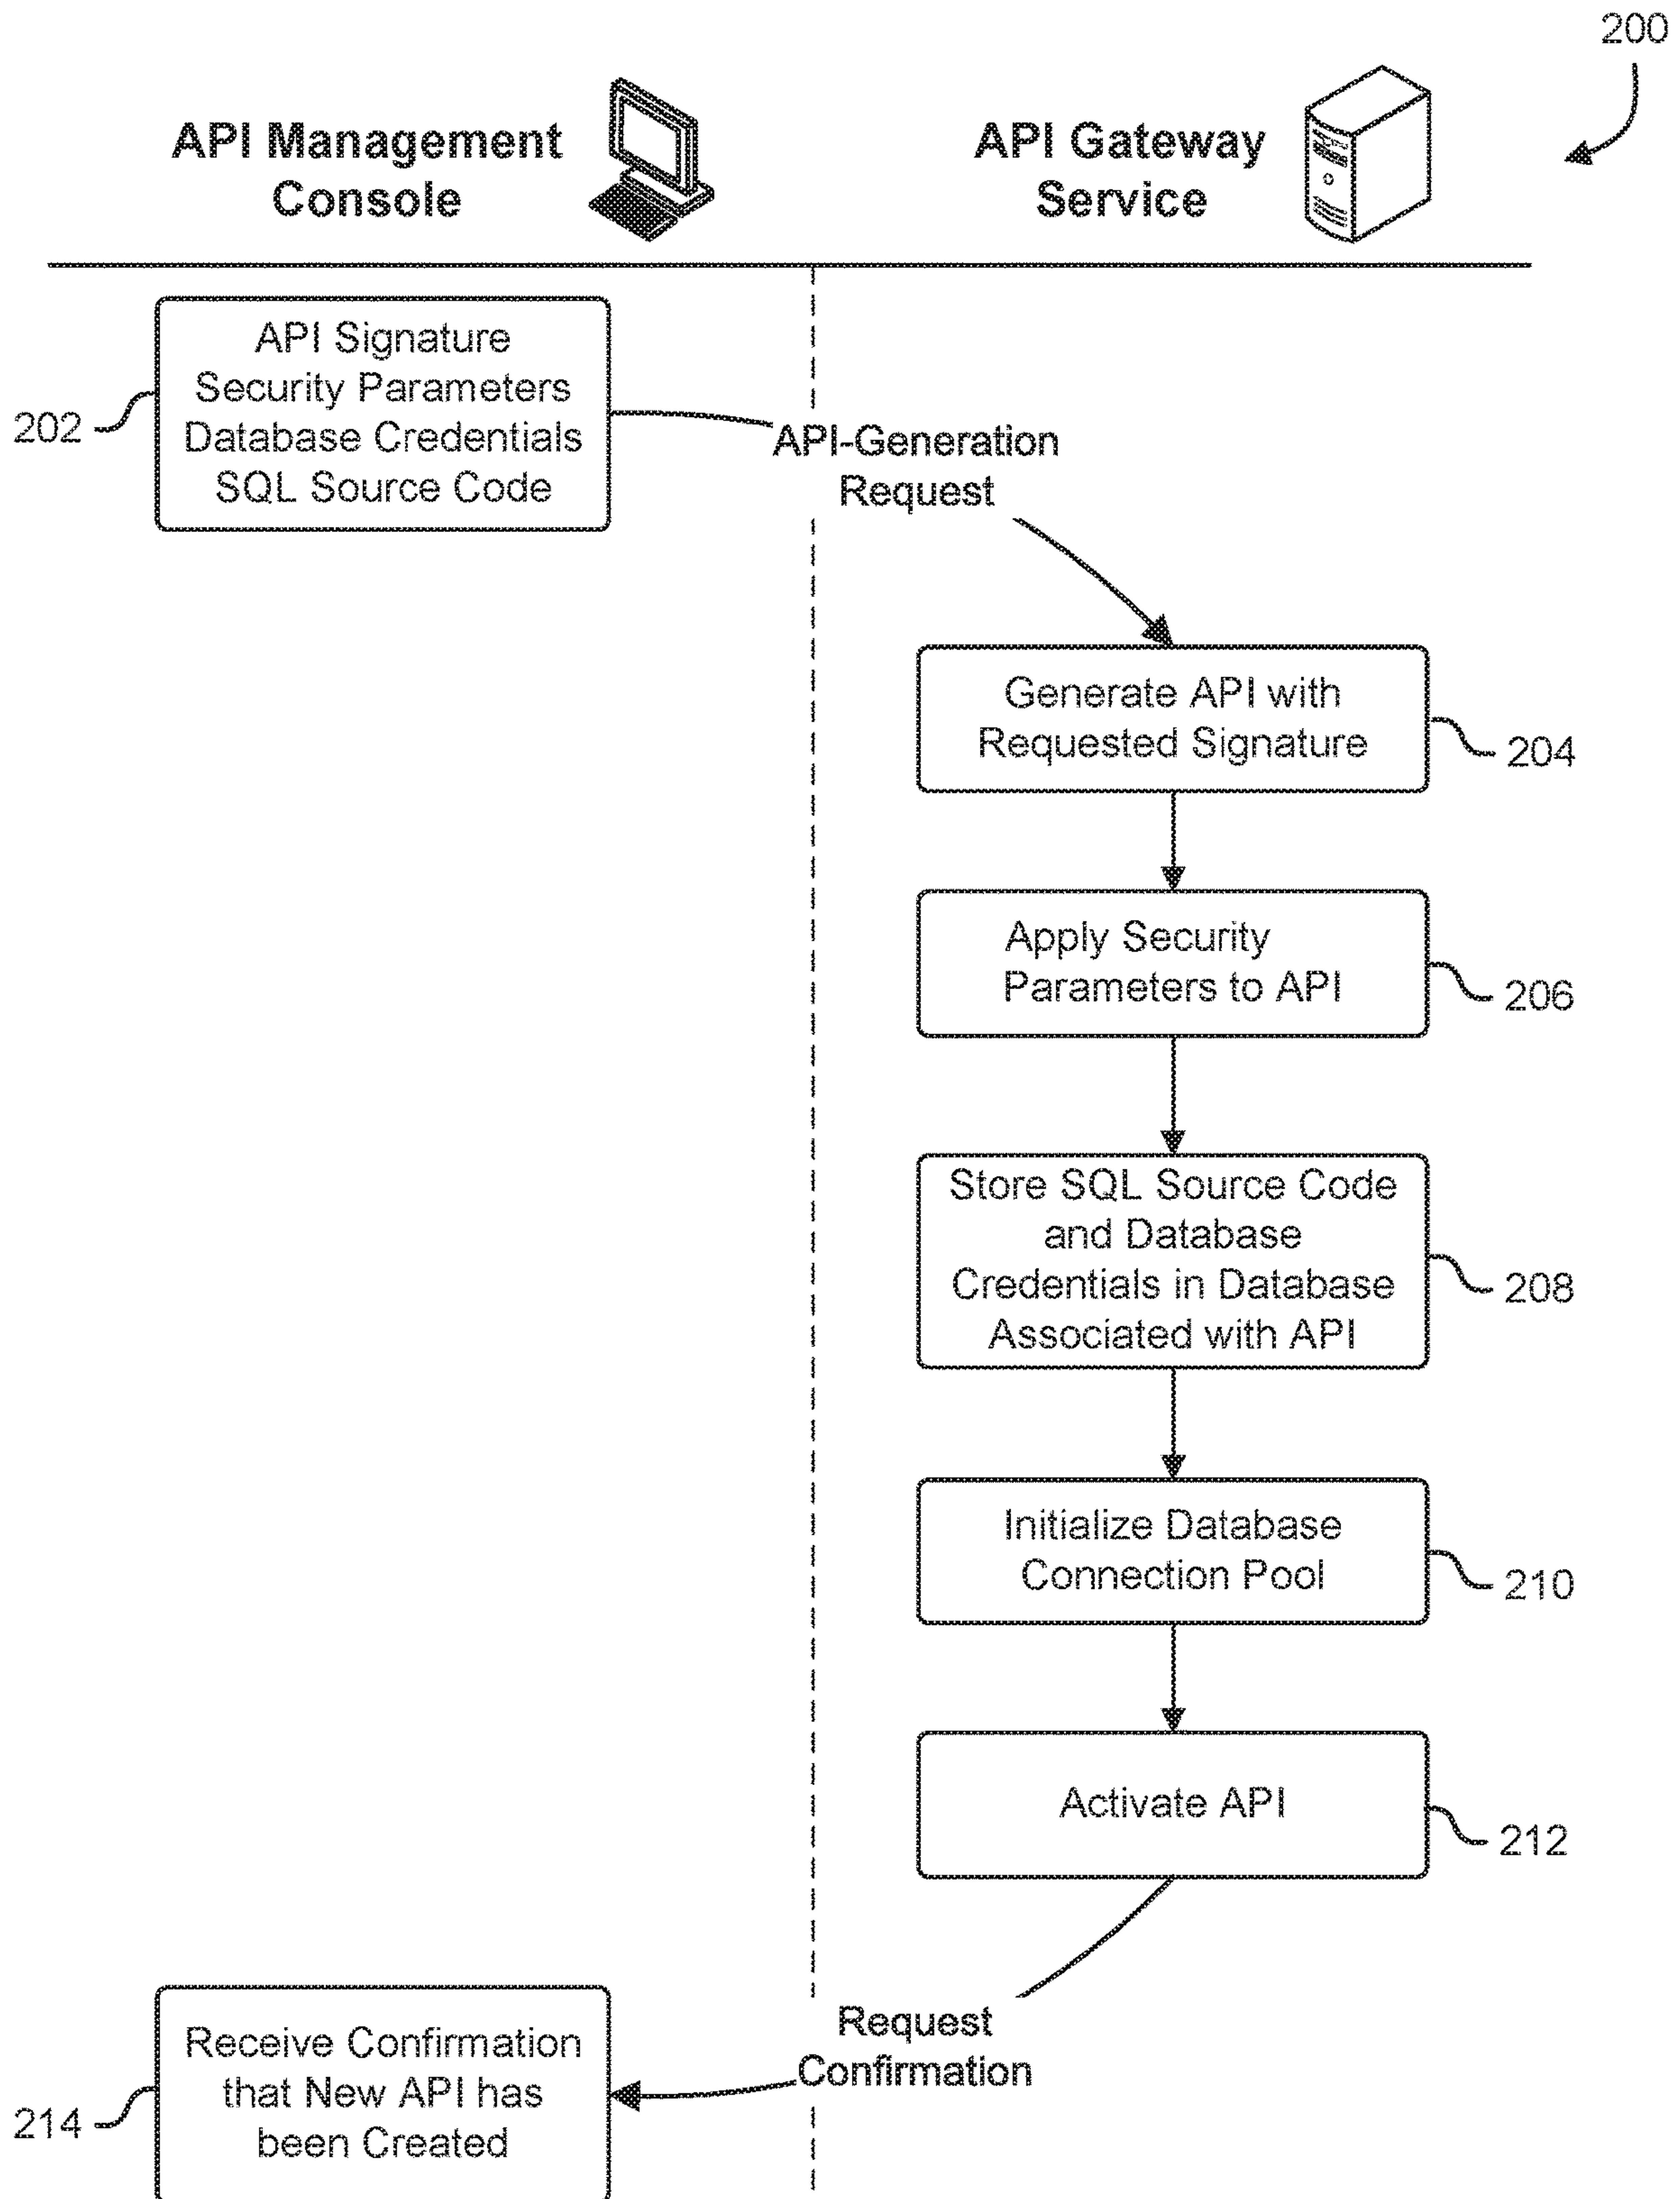 200
API Management
Console
API Gateway
Service
API Signature
Security Parameters
Database Credentials
SQL Source Code
202
API-Generation
Request
Generate API with
Requested Signature
204
Apply Security
Parameters to API
206
Store SQL Source Code
and Database
Credentials in Database
Associated with API
208
Initialize Database
Connection Pool
210
Activate API
212
Request
Confirmation
Receive Confirmation
that New API has
been Created
214